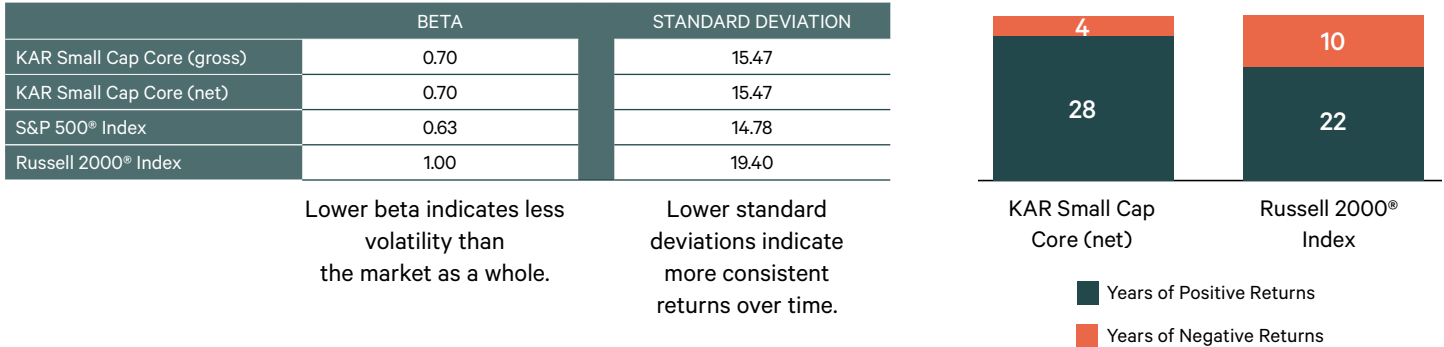 BETA STANDARD DEVIATION
KAR Small Cap Core (gross) 0.70 15.47
KAR Small Cap Core (net) 0.70 15.47
S&P 500® Index 0.63 14.78
Russell 2000® Index 1.00 19.40
Lower beta indicates less
volatility than
the market as a whole.
Lower standard
deviations indicate
more consistent
returns over time.
4
28
10
22
KAR Small Cap
Core (net)
Russell 2000®
Index
Years of Positive Returns
Years of Negative Returns